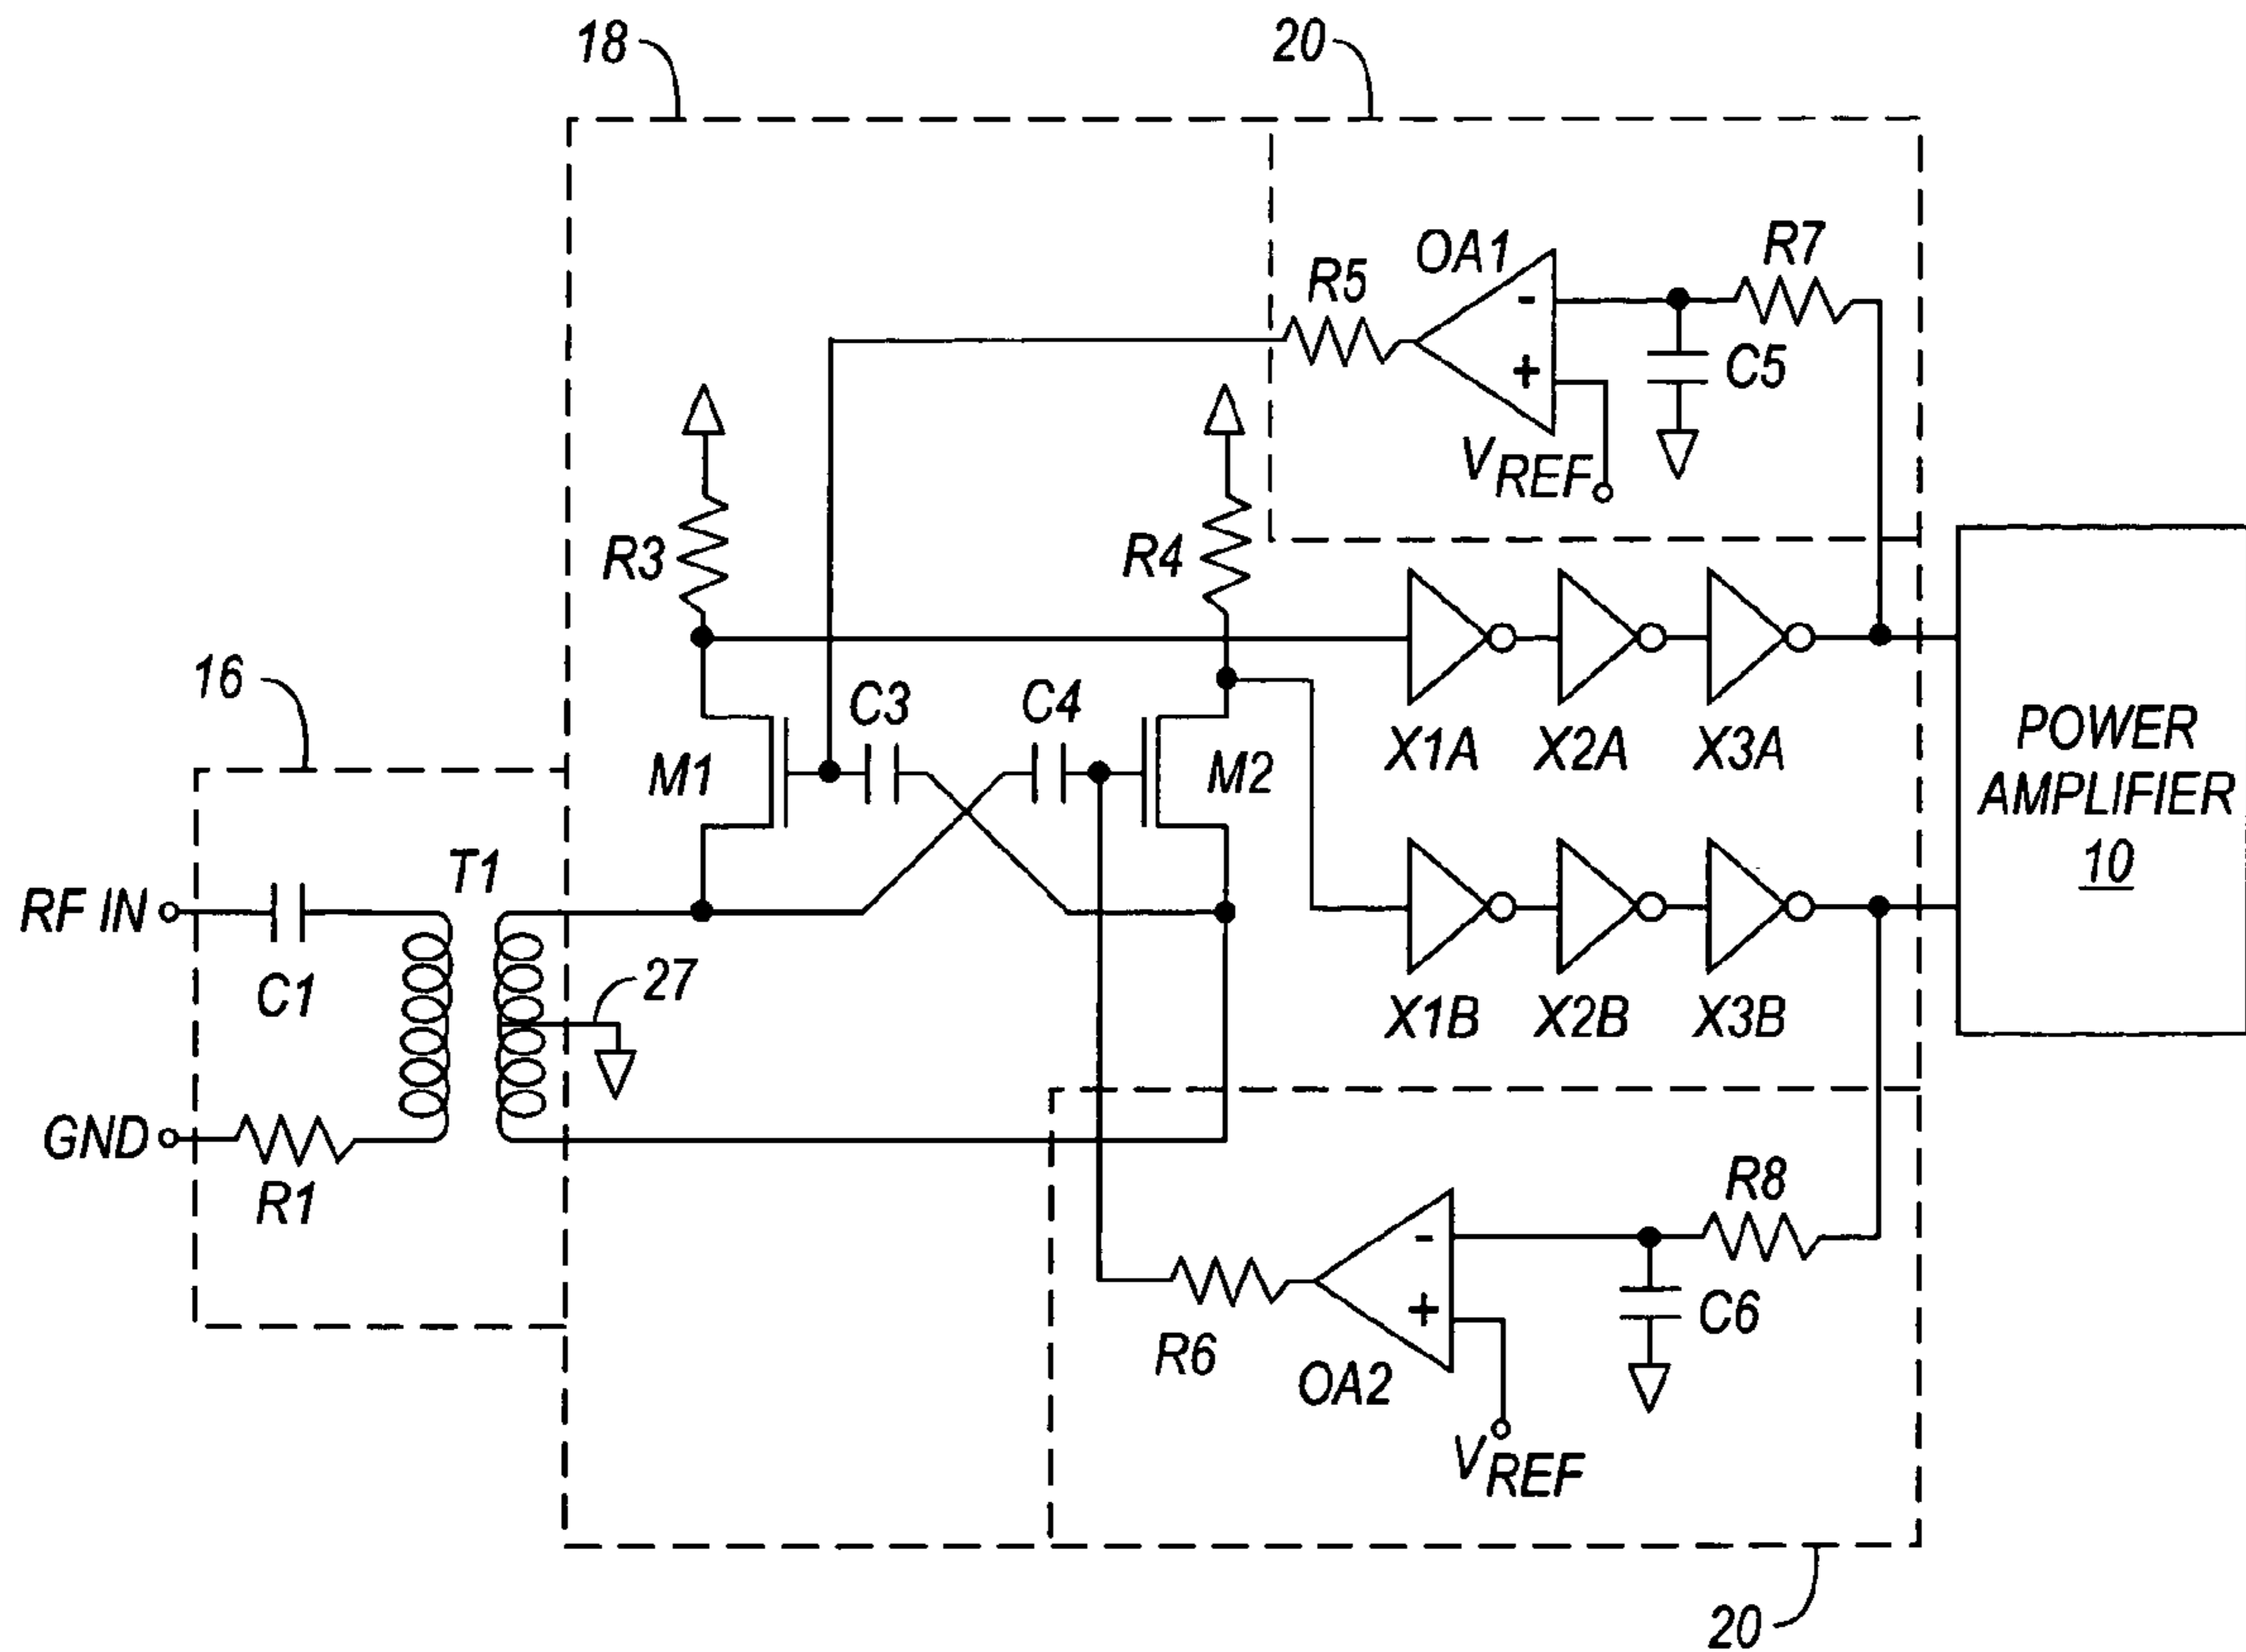 18
20
OA1
R7
R5
-
+
C5
VREF
R3
R4
16
C3
C4
M1
M2
X1A
X2A
X3A
POWER
AMPLIFIER
10
T1
RF IN
C1
27
X1B
X2B
X3B
GND
R1
R8
-
+
C6
R6
OA2
VREF
20